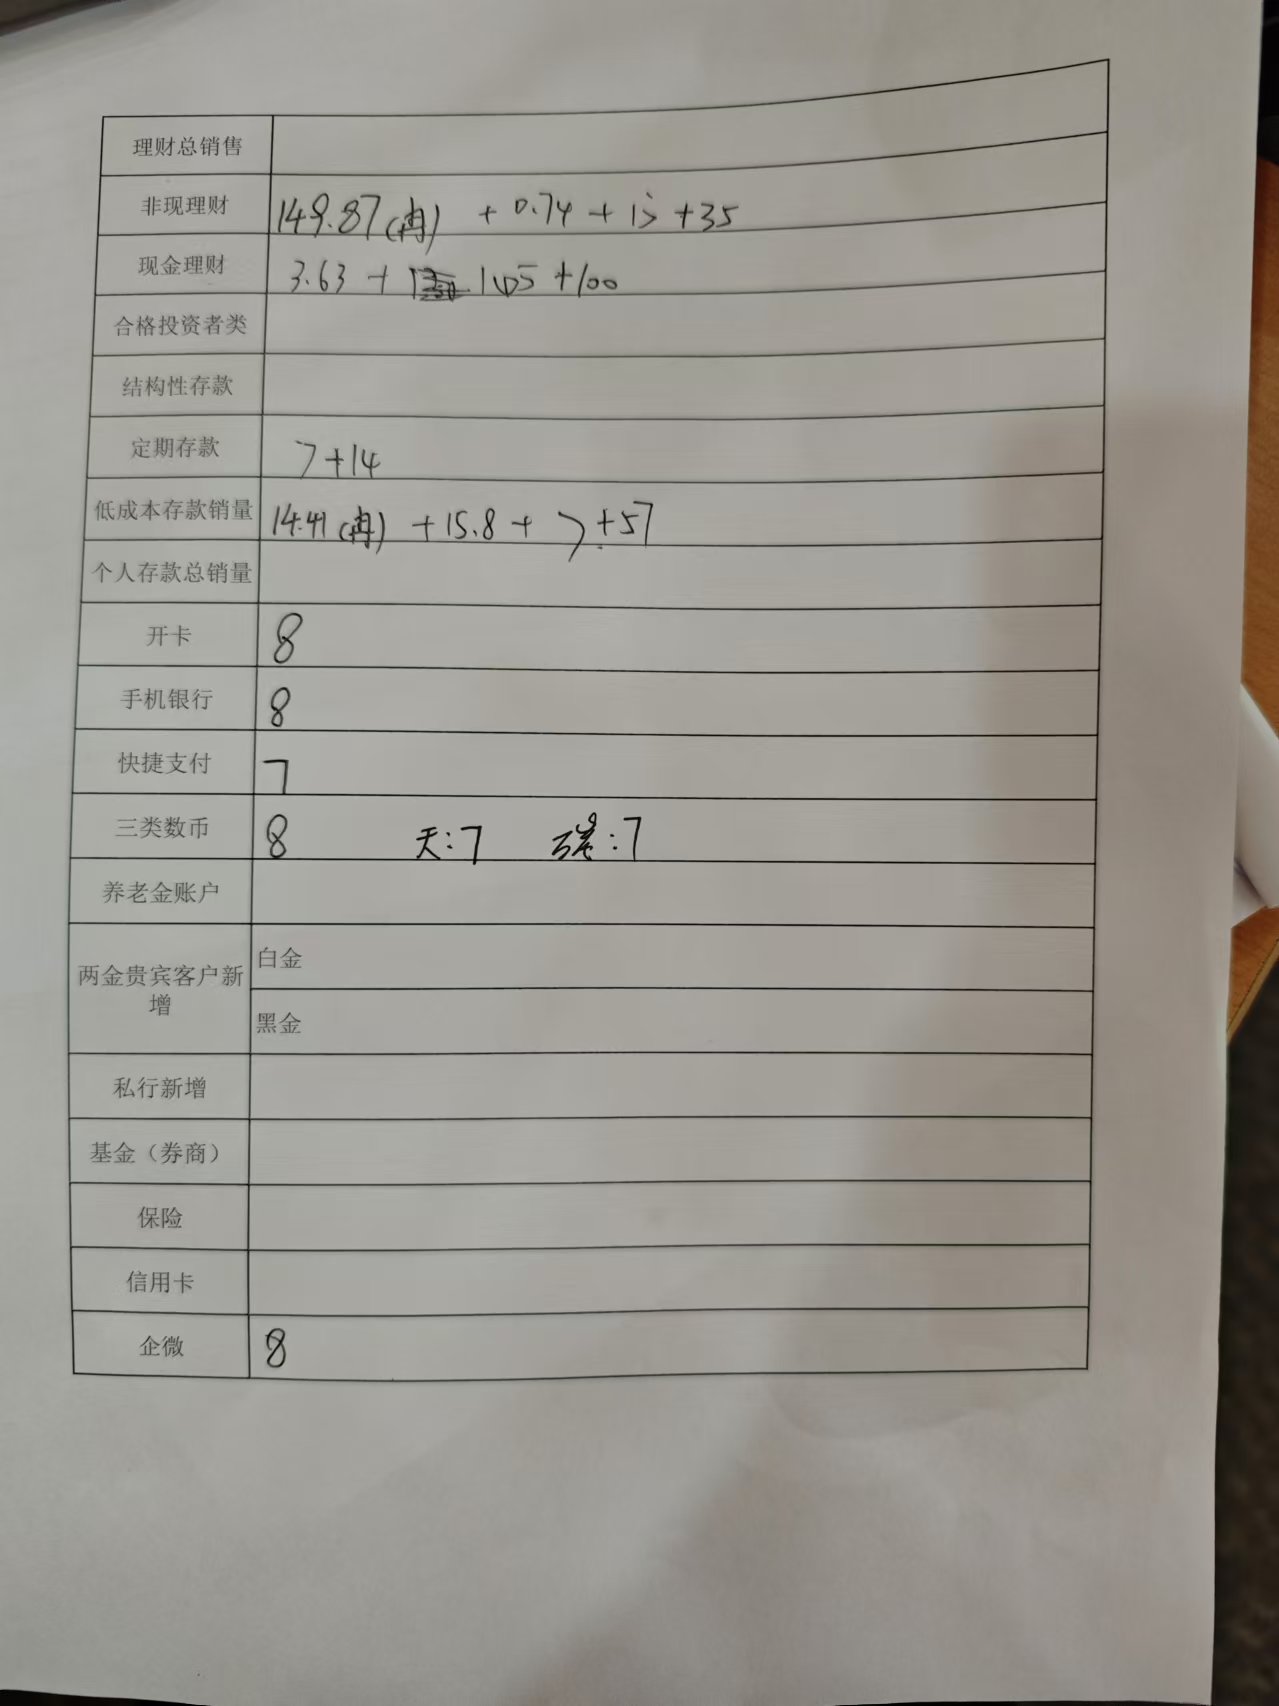 理财总销售
非现理财 149.87(冉) + 0.74 + 15 +35
现金理财 3.63 + 145 +100
合格投资者类
结构性存款
定期存款 7+14
低成本存款销量 14.41(冉) +15.8 + 7 +57
个人存款总销量
开卡 8
手机银行 8
快捷支付 7
三类数币 8 天:7 碳:7
养老金账户
两金贵宾客户新增
白金
黑金
私行新增
基金（券商）
保险
信用卡
企微 8